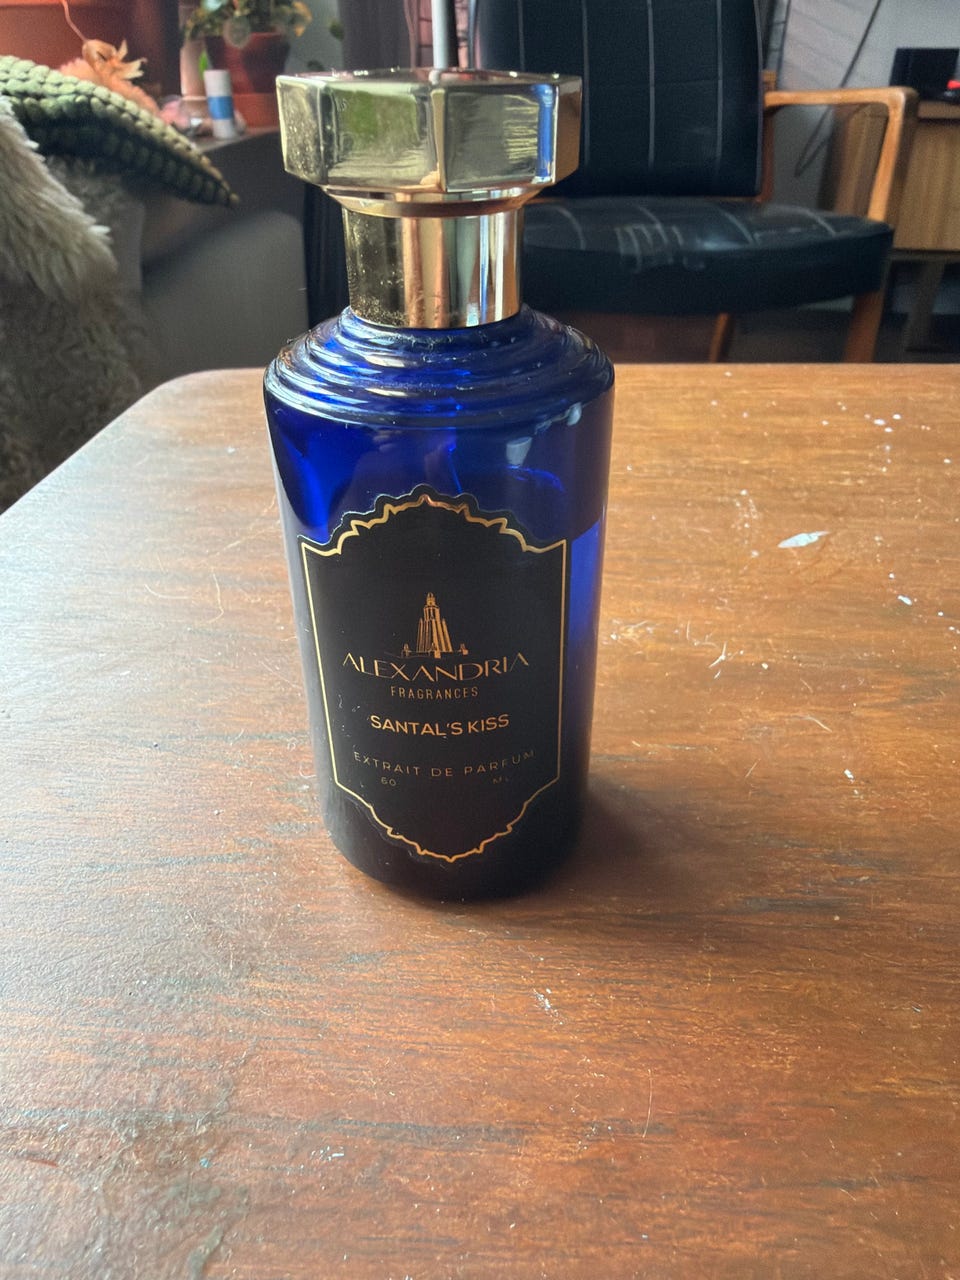 ALEXANDRIA
FRAGRANCES
SANTAL'S KISS
EXTRAIT DE PARFUM
60 ML